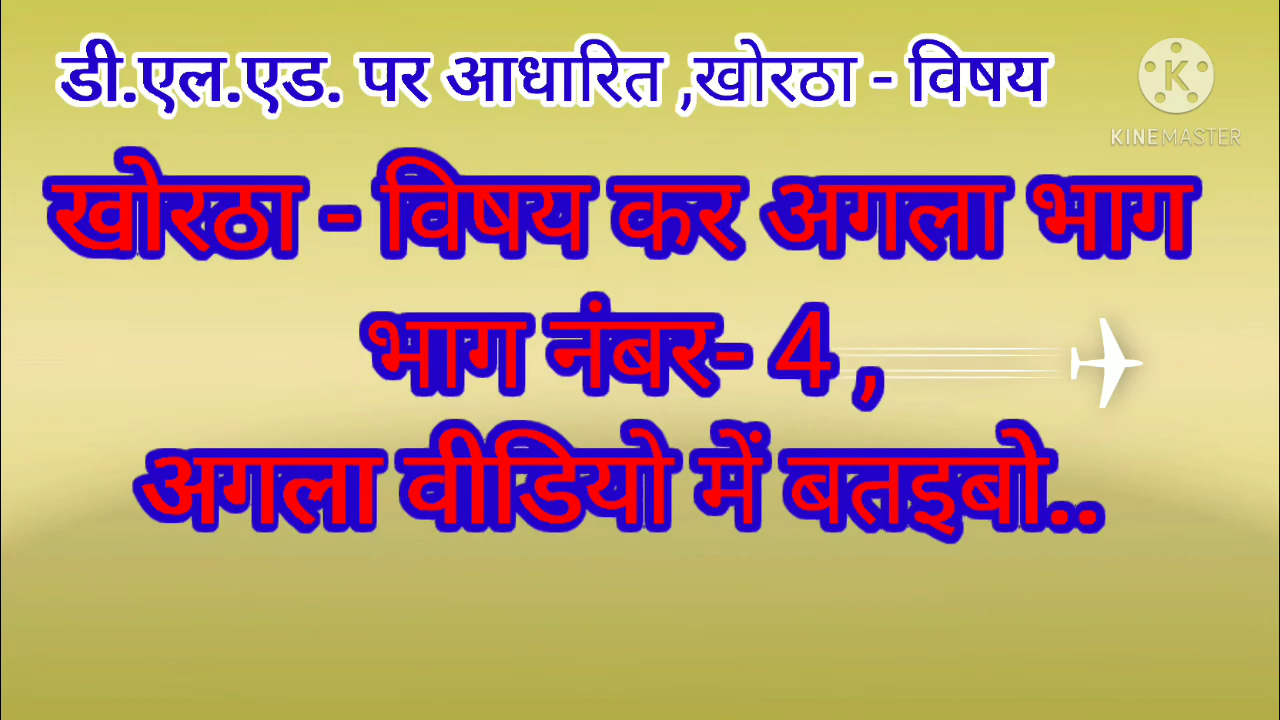 डी.एल.एड. पर आधारित ,खोरठा - विषय
K
KINEMASTER
खोरठा - विषय कर अगला भाग
भाग नंबर- 4 ,
अगला वीडियो में बतइबो..